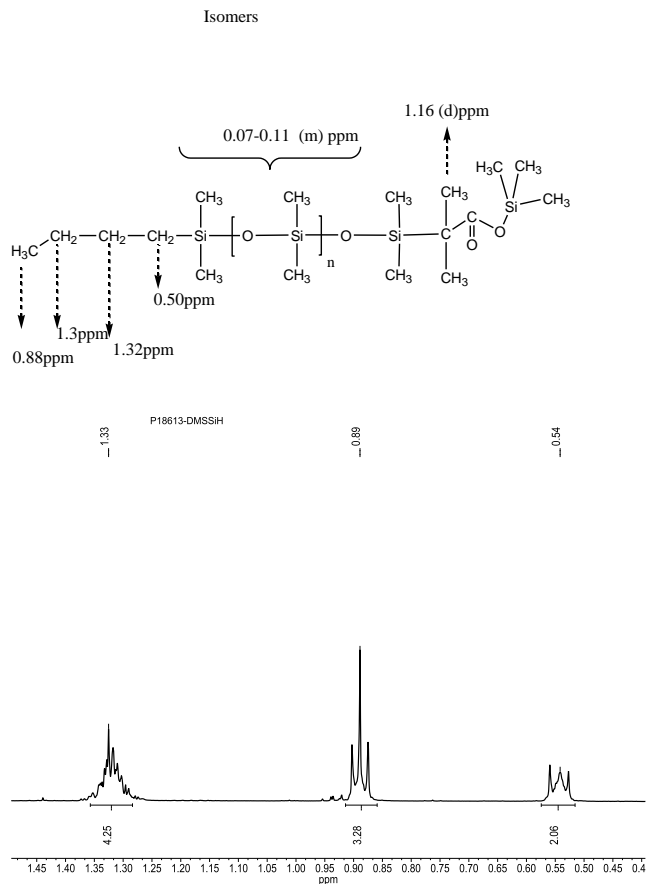 Isomers
1.16 (d)ppm
0.07-0.11 (m) ppm
CH3 CH3 CH3 CH3 H3C CH3
Si CH3
H3C CH2 CH2 CH2 Si O Si O Si C C O
n
O
CH3 CH3 CH3 CH3
0.50ppm
1.3ppm
1.32ppm
0.88ppm
P18613-DMSSiH
1.33
0.89
0.54
4.25
3.28
2.06
1.45 1.40 1.35 1.30 1.25 1.20 1.15 1.10 1.05 1.00 0.95 0.90 0.85 0.80 0.75 0.70 0.65 0.60 0.55 0.50 0.45 0.4
ppm